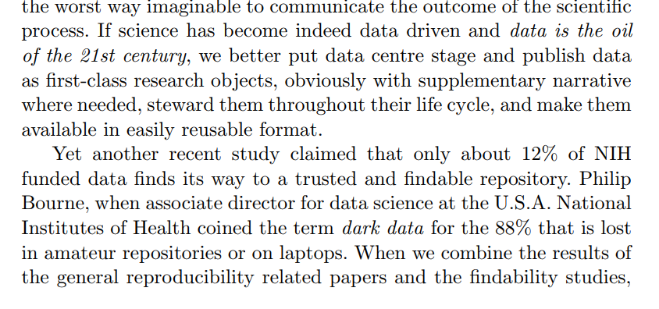 the worst way imaginable to communicate the outcome of the scientific
process. If science has become indeed data driven and data is the oil
of the 21st century, we better put data centre stage and publish data
as first-class research objects, obviously with supplementary narrative
where needed, steward them throughout their life cycle, and make them
available in easily reusable format.
Yet another recent study claimed that only about 12% of NIH
funded data finds its way to a trusted and findable repository. Philip
Bourne, when associate director for data science at the U.S.A. National
Institutes of Health coined the term dark data for the 88% that is lost
in amateur repositories or on laptops. When we combine the results of
the general reproducibility related papers and the findability studies,